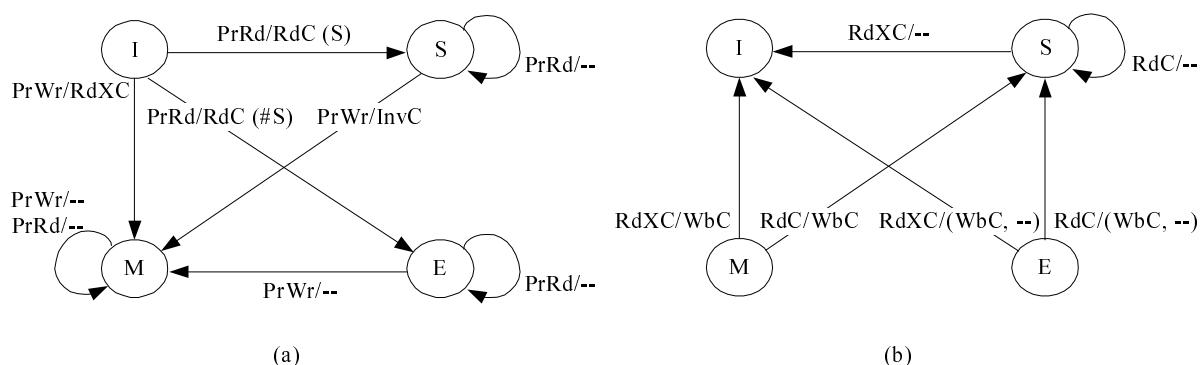 I
PrRd/RdC (S)
S
PrRd/--
PrWr/RdXC
PrRd/RdC (#S)
PrWr/InvC
PrWr/--
PrRd/--
M
E
PrRd/--
PrWr/--
(a)
I
RdXC/--
S
RdC/--
RdXC/WbC
RdC/WbC
RdXC/(WbC, --)
RdC/(WbC, --)
M
E
(b)